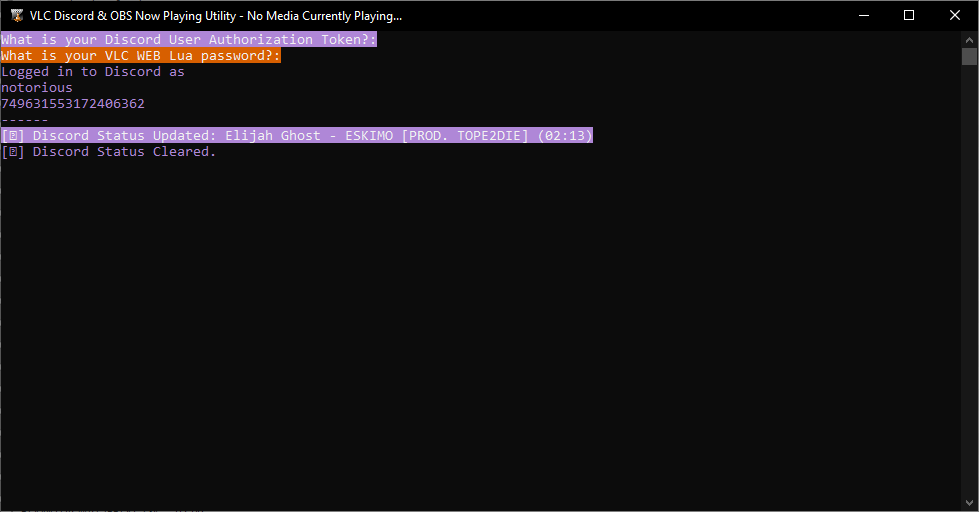 VLC Discord & OBS Now Playing Utility - No Media Currently Playing...
What is your Discord User Authorization Token?:
What is your VLC WEB Lua password?:
Logged in to Discord as
notorious
749631553172406362
------
[⍰] Discord Status Updated: Elijah Ghost - ESKIMO [PROD. TOPE2DIE] (02:13)
[⍰] Discord Status Cleared.